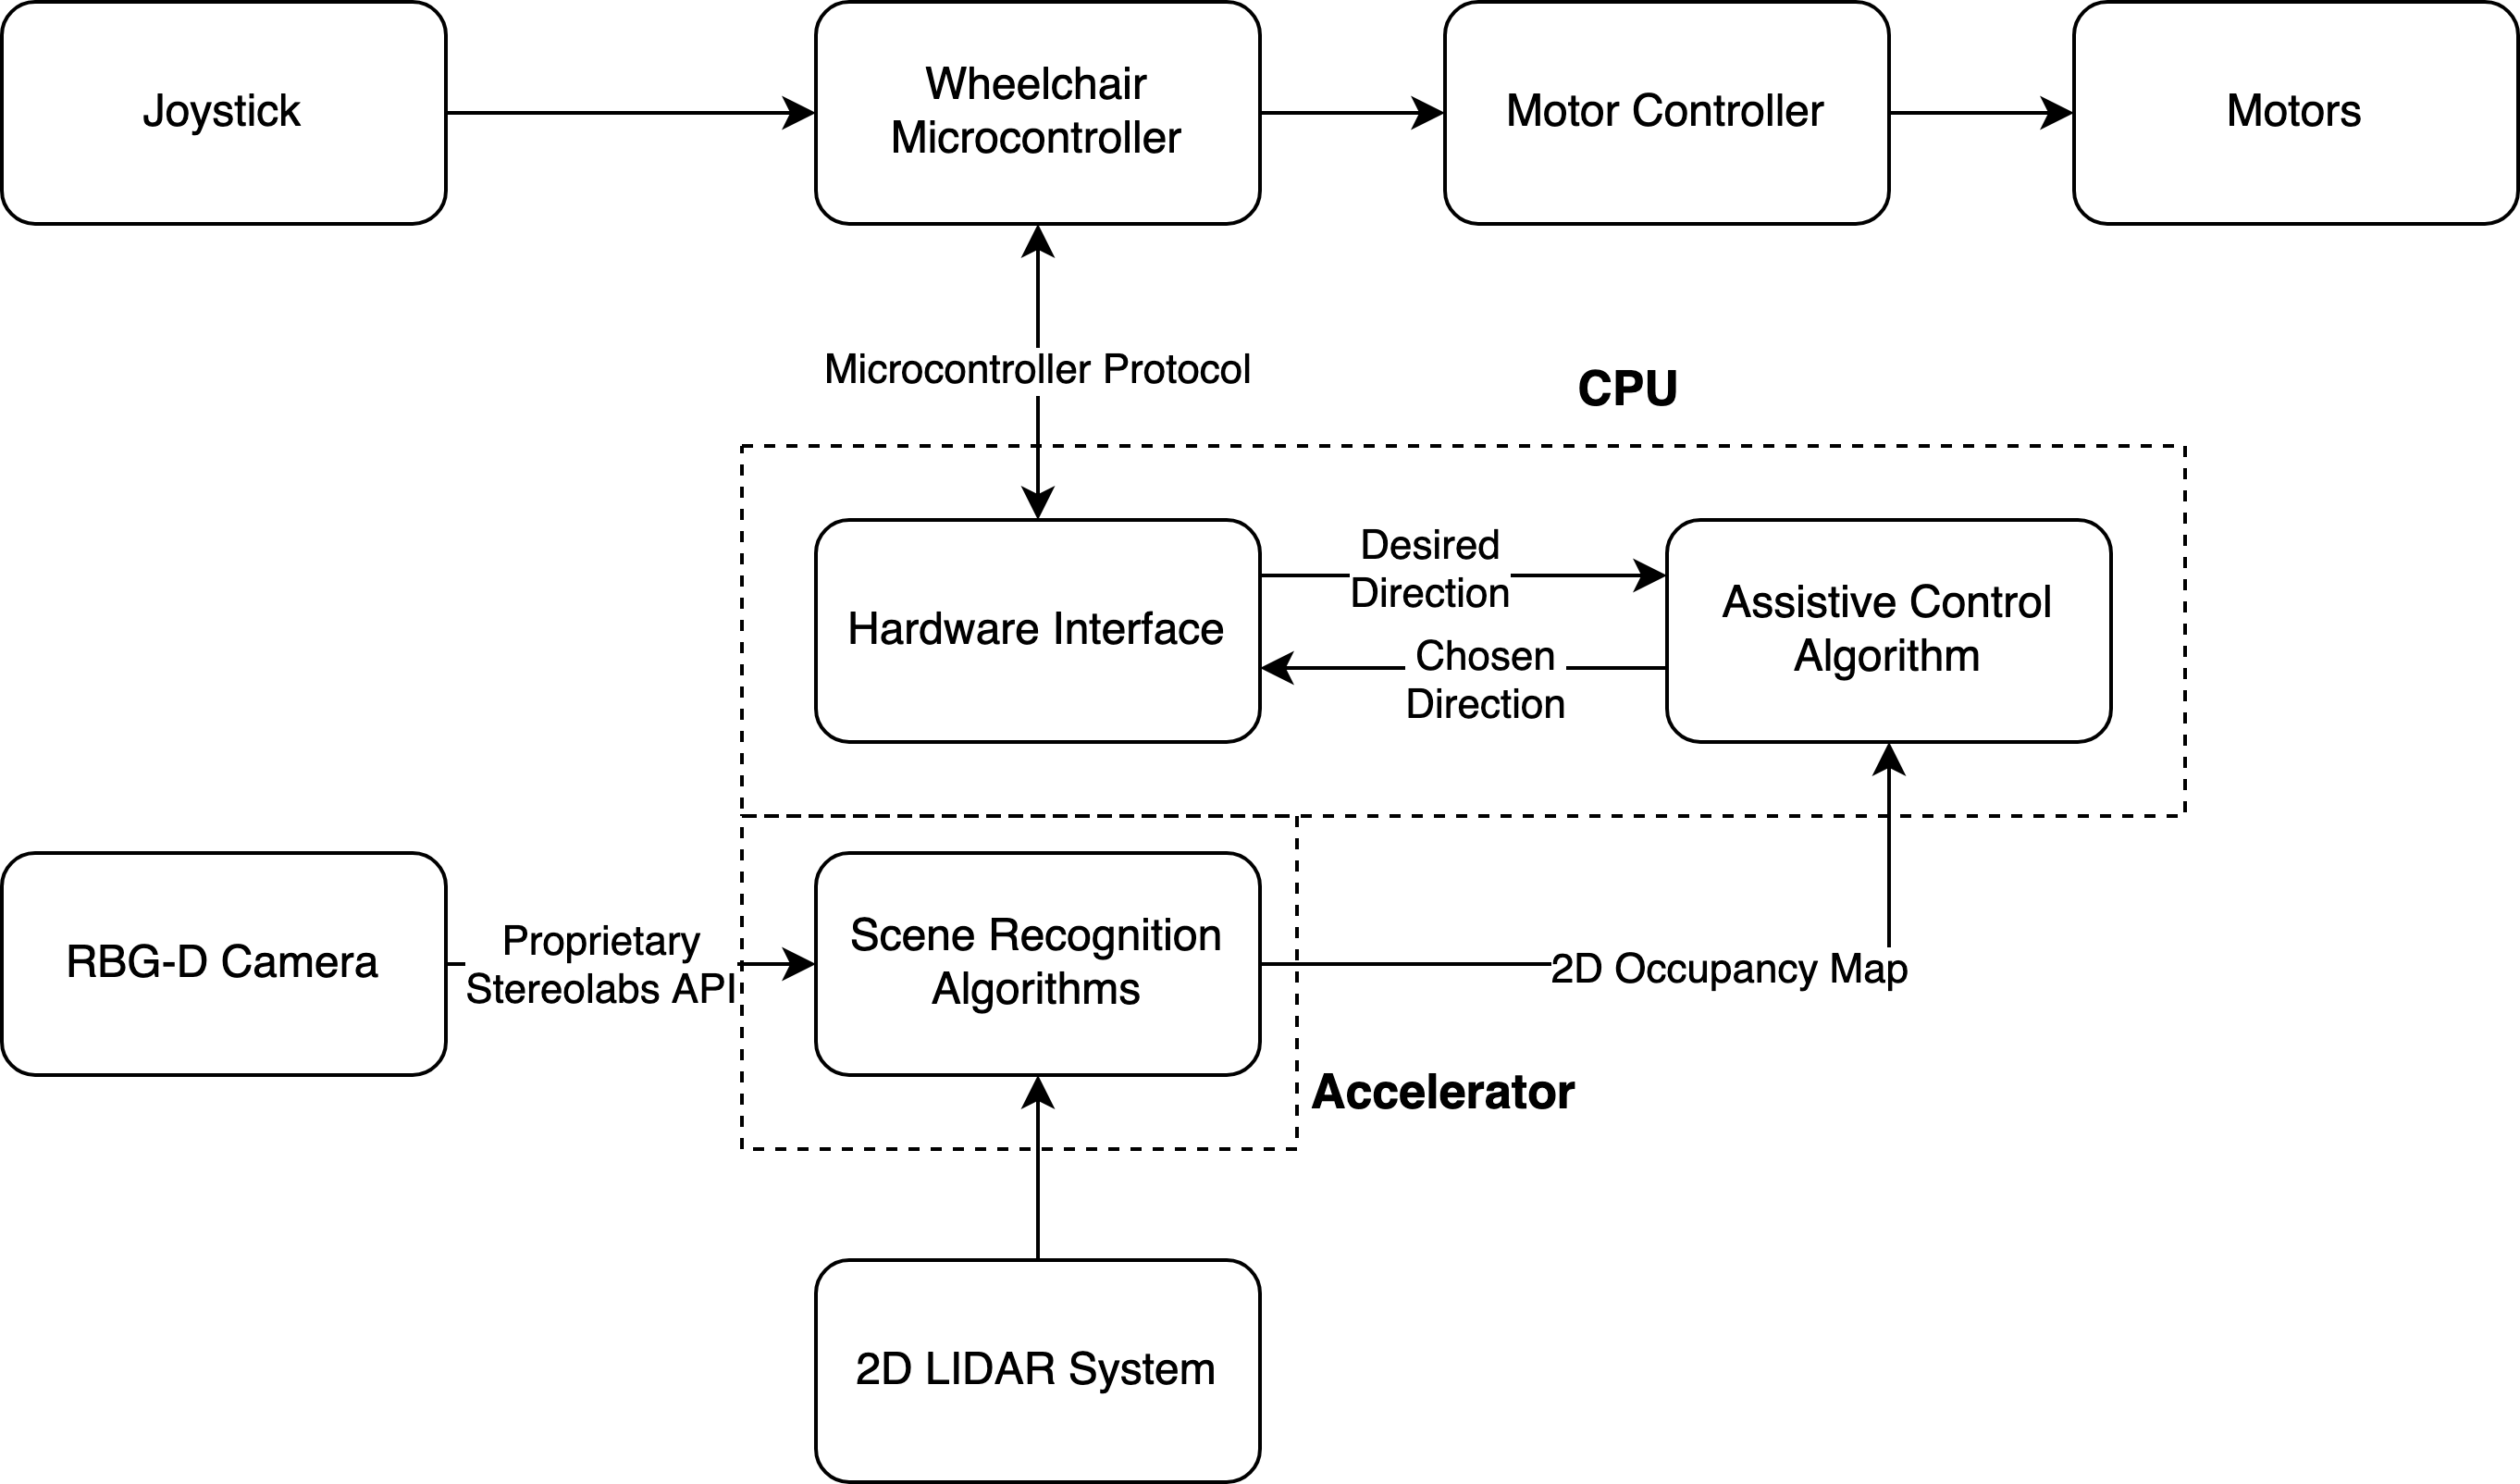 Joystick
Wheelchair
Microcontroller
Motor Controller
Motors
Microcontroller Protocol
CPU
Hardware Interface
Desired
Direction
Chosen
Direction
Assistive Control
Algorithm
RBG-D Camera
Proprietary
Stereolabs API
Scene Recognition
Algorithms
2D Occupancy Map
Accelerator
2D LIDAR System